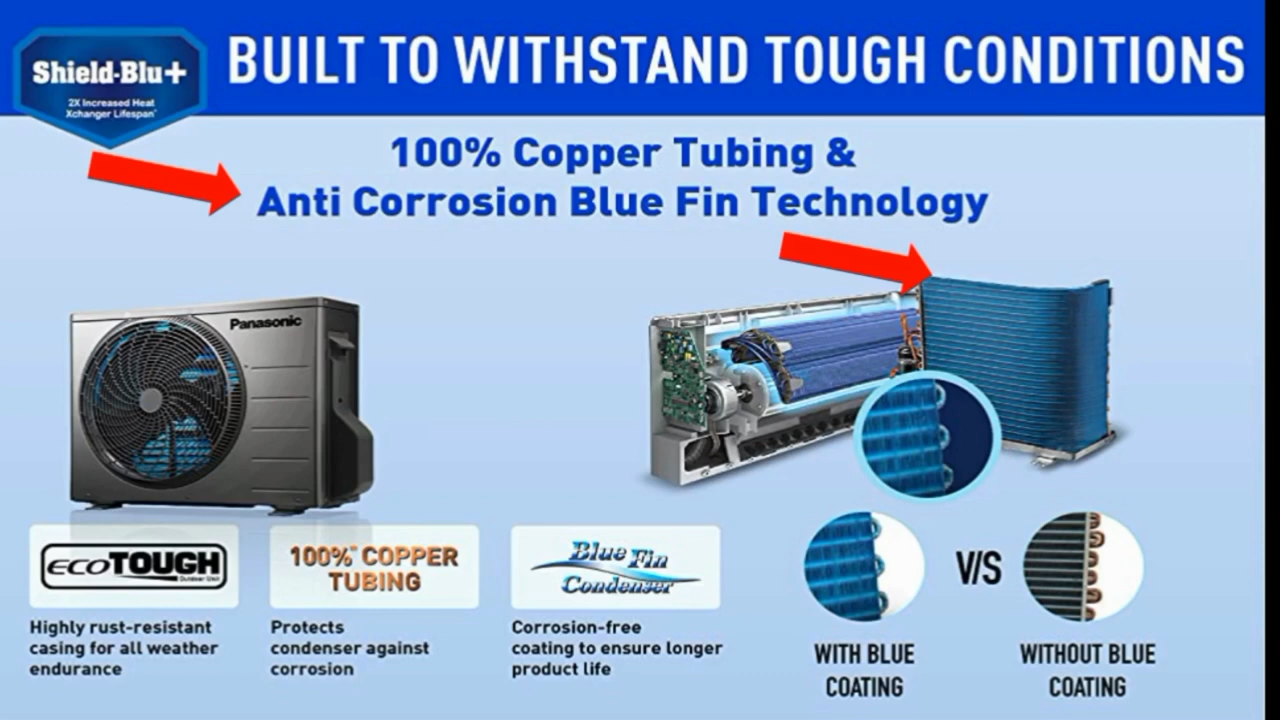 Shield-Blu+
2X Increased Heat
Xchanger Lifespan*
BUILT TO WITHSTAND TOUGH CONDITIONS
100% Copper Tubing &
Anti Corrosion Blue Fin Technology
Panasonic
ecoTOUGH
Outdoor Unit
Highly rust-resistant
casing for all weather
endurance
100%* COPPER
TUBING
Protects
condenser against
corrosion
Blue Fin
Condenser
Corrosion-free
coating to ensure longer
product life
WITH BLUE
COATING
V/S
WITHOUT BLUE
COATING